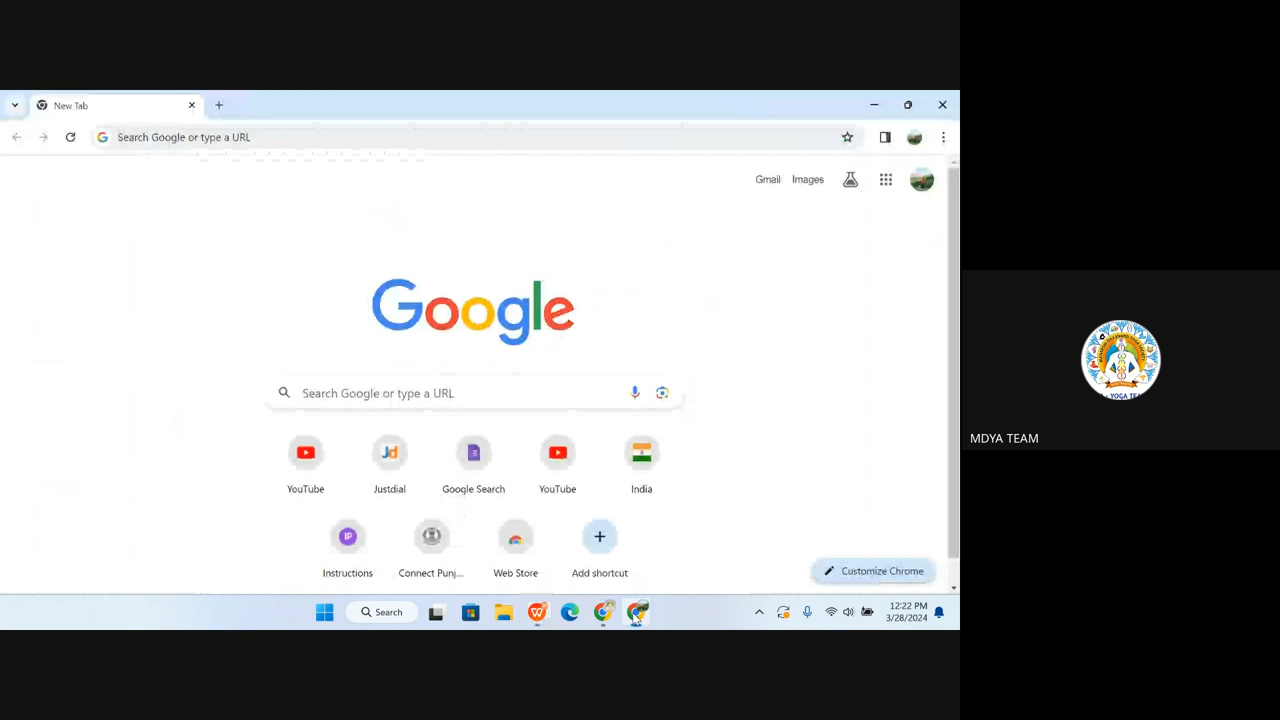 New Tab
Search Google or type a URL
Gmail Images
Google
Search Google or type a URL
YouTube Justdial Google Search YouTube India
Instructions Connect Punj... Web Store Add shortcut
Customize Chrome
Search
12:22 PM
3/28/2024
MDYA TEAM